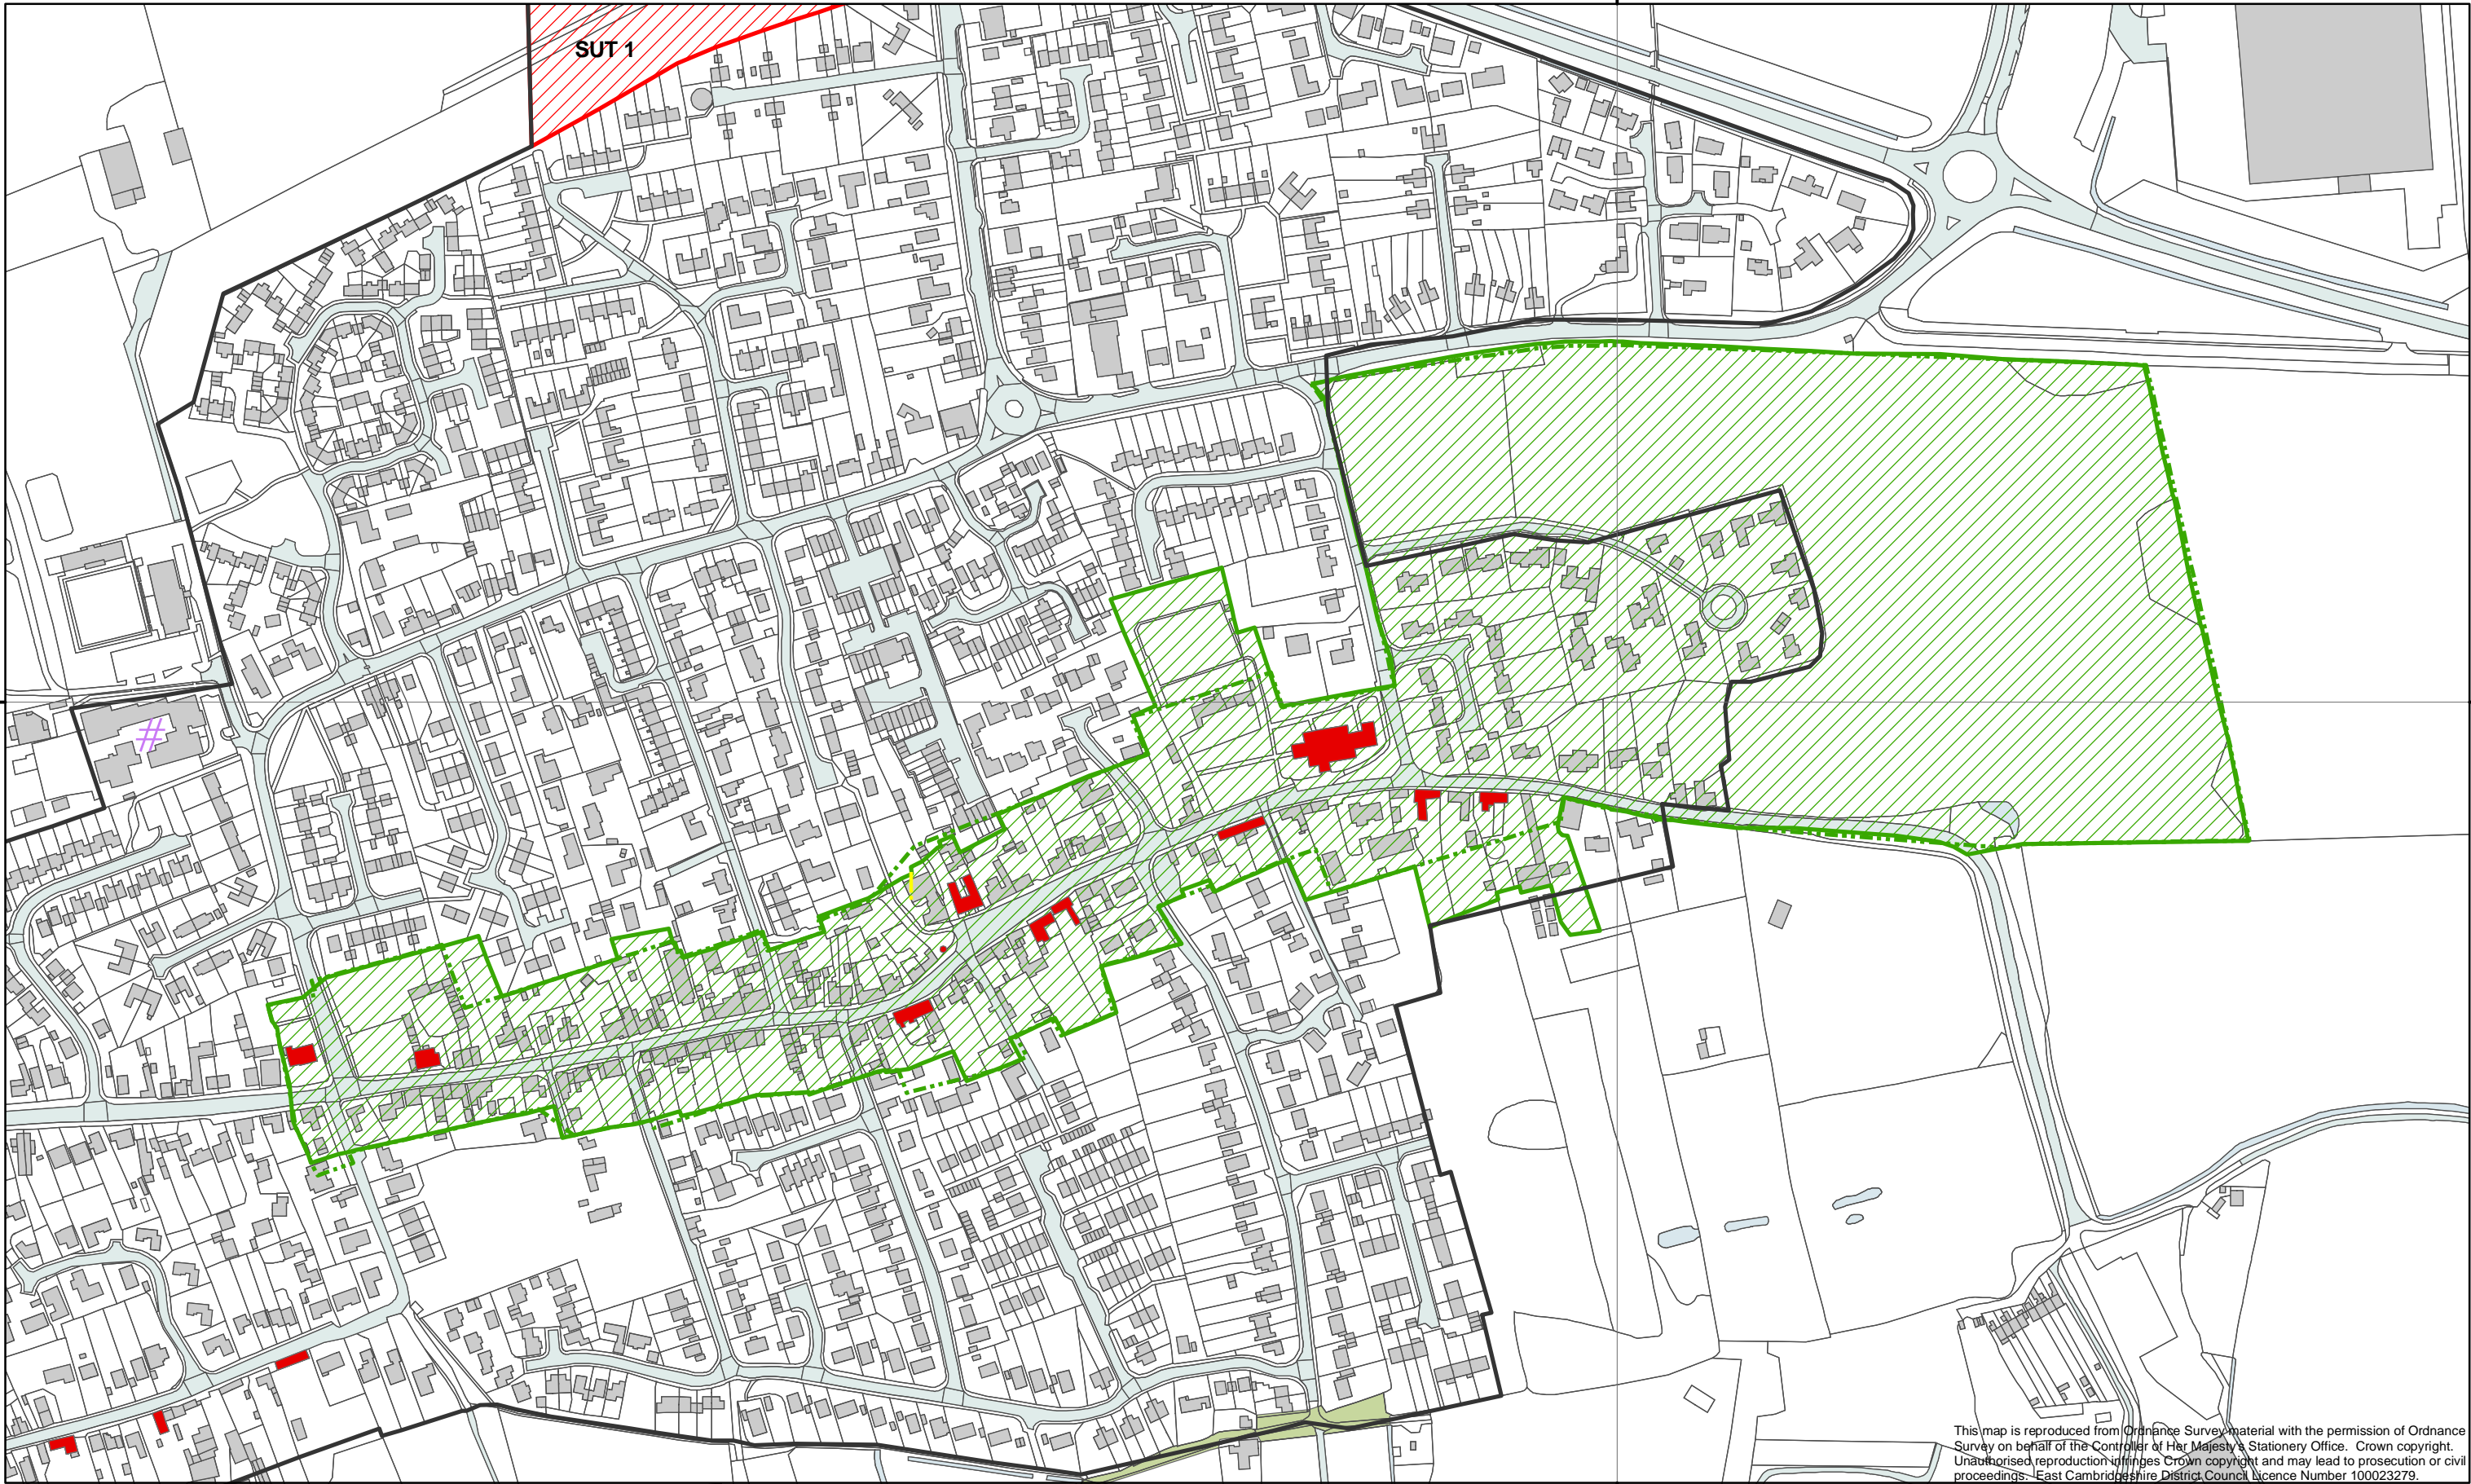 SUT 1
#
This map is reproduced from Ordnance Survey material with the permission of Ordnance
Survey on behalf of the Controller of Her Majesty's Stationery Office. Crown copyright.
Unauthorised reproduction infringes Crown copyright and may lead to prosecution or civil
proceedings. East Cambridgeshire District Council Licence Number 100023279.